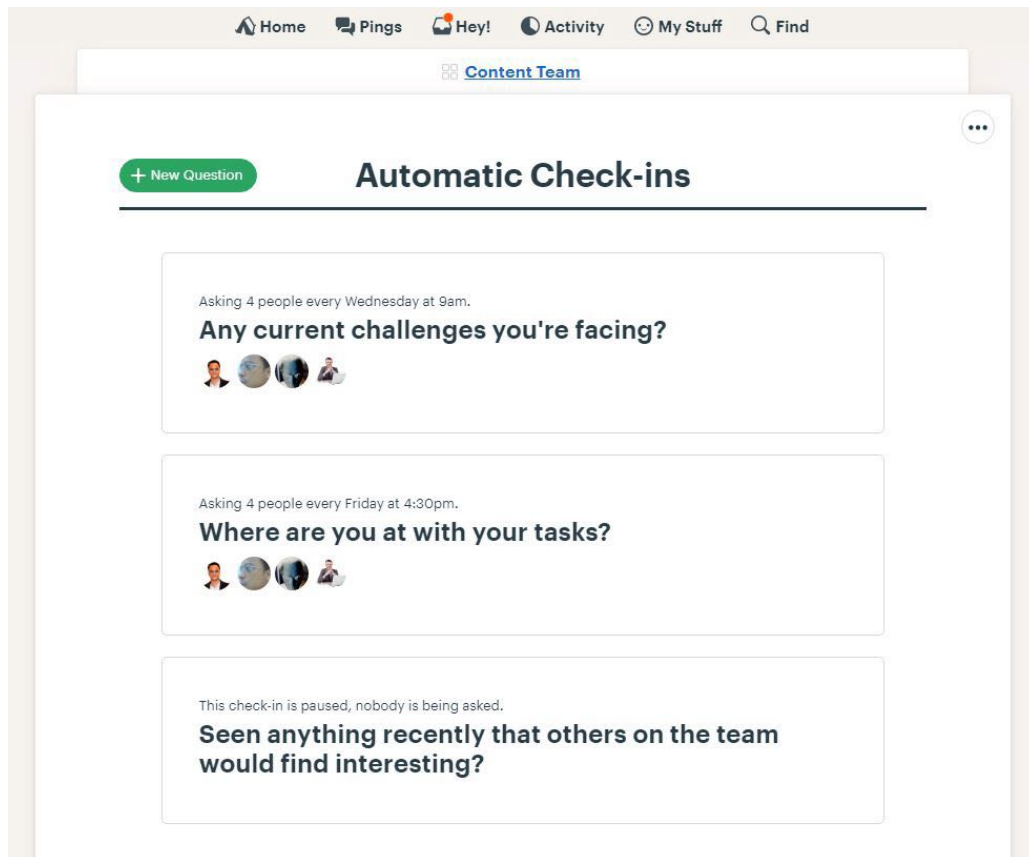 Home Pings Hey! Activity My Stuff Find
Content Team
+ New Question
Automatic Check-ins
Asking 4 people every Wednesday at 9am.
Any current challenges you're facing?
Asking 4 people every Friday at 4:30pm.
Where are you at with your tasks?
This check-in is paused, nobody is being asked.
Seen anything recently that others on the team
would find interesting?